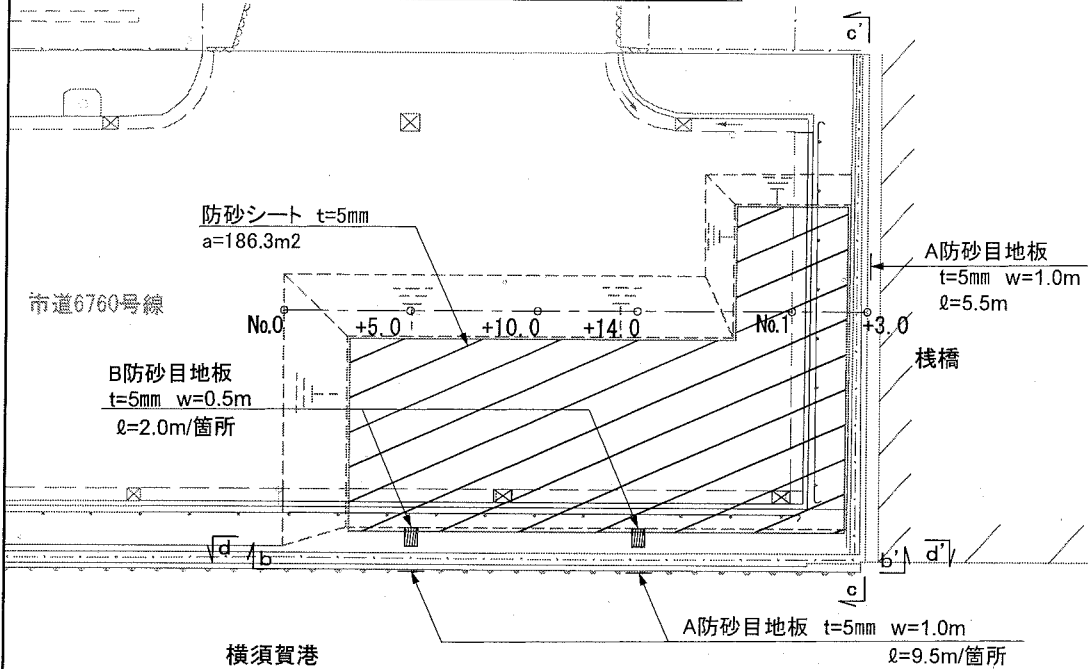 c'
防砂シート t=5mm
a=186.3m2
A防砂目地板
t=5mm w=1.0m
ℓ=5.5m
市道6760号線
No.0 +5.0 +10.0 +14.0 No.1 +3.0
桟橋
B防砂目地板
t=5mm w=0.5m
ℓ=2.0m/箇所
d b b' d'
c
A防砂目地板 t=5mm w=1.0m
ℓ=9.5m/箇所
横須賀港